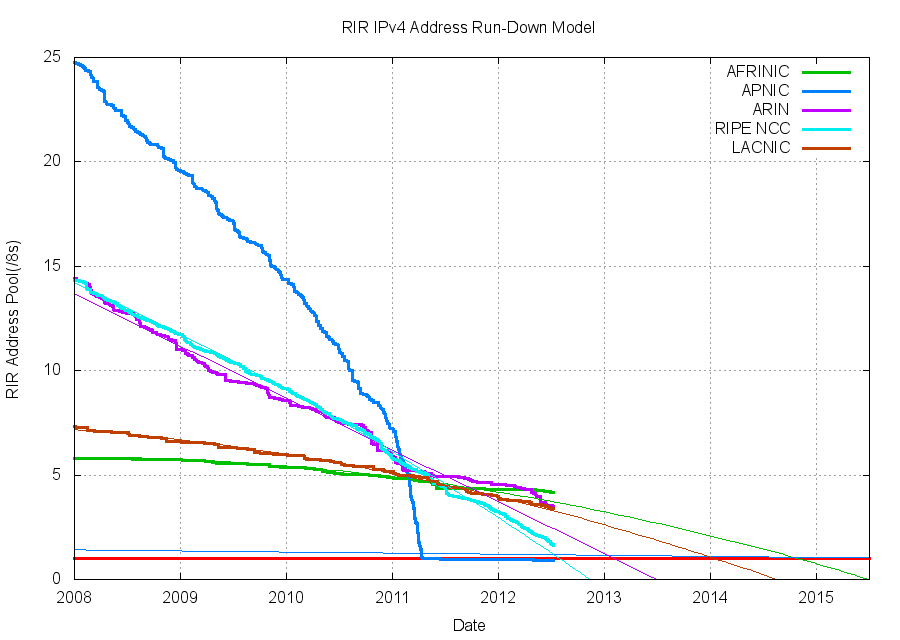 RIR IPv4 Address Run-Down Model
25
20
15
10
5
0
RIR Address Pool(/8s)
AFRINIC
APNIC
ARIN
RIPE NCC
LACNIC
2008 2009 2010 2011 2012 2013 2014 2015
Date